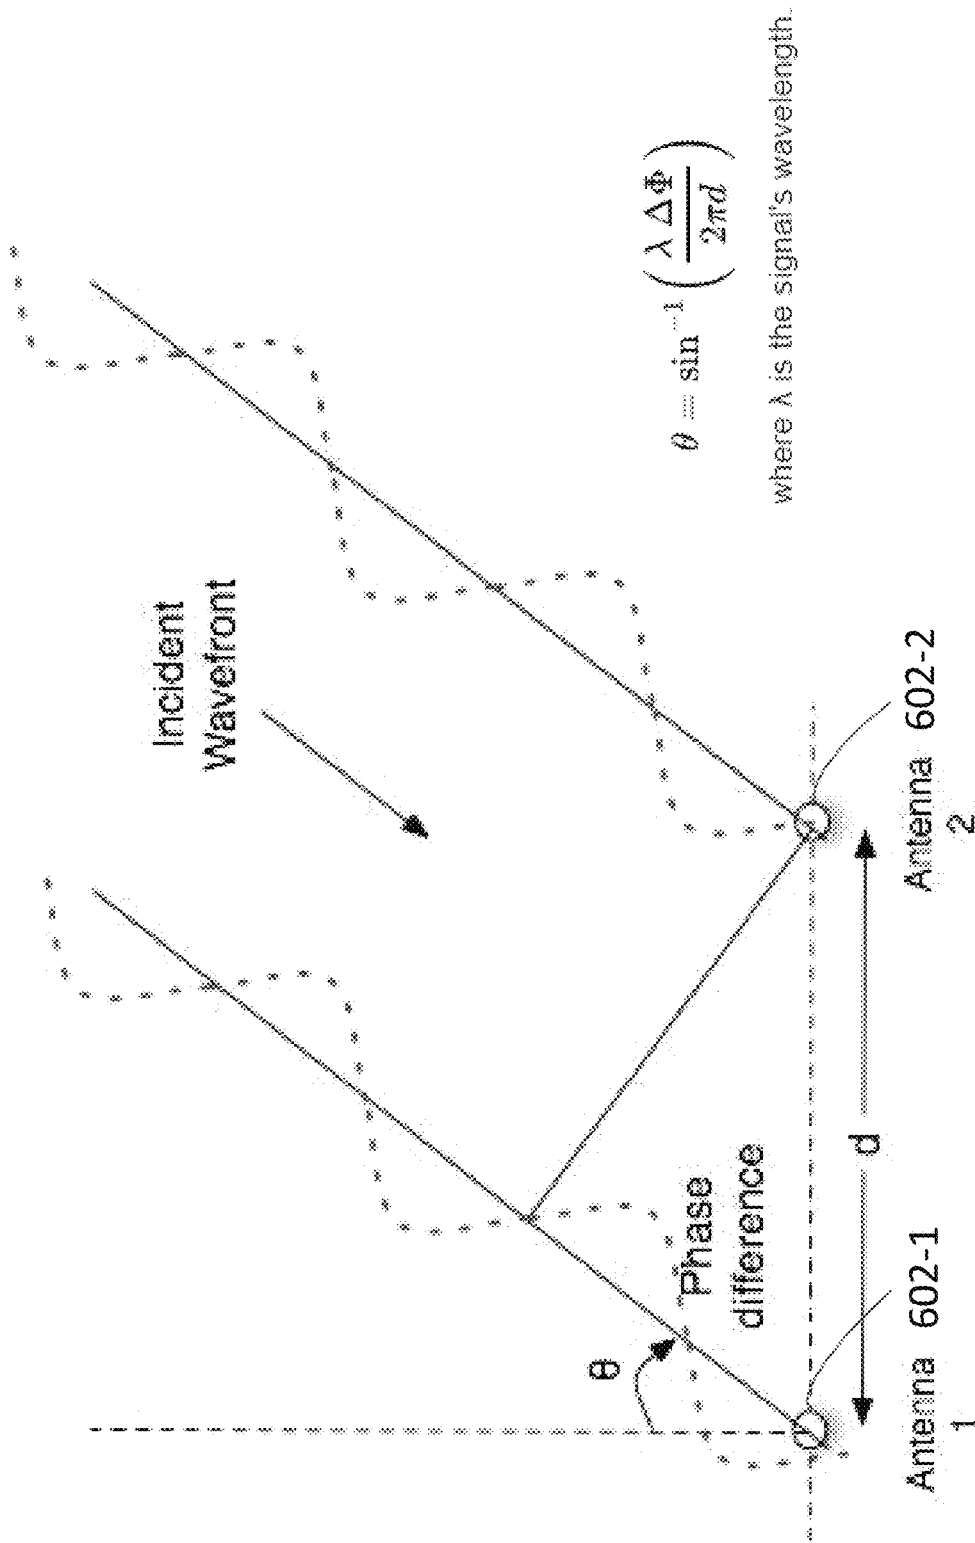 Incident
Wavefront
θ
Phase
difference
θ = sin⁻¹ (λ ΔΦ / 2πd)
where λ is the signal's wavelength.
d
Antenna 602-1
1
Antenna 602-2
2